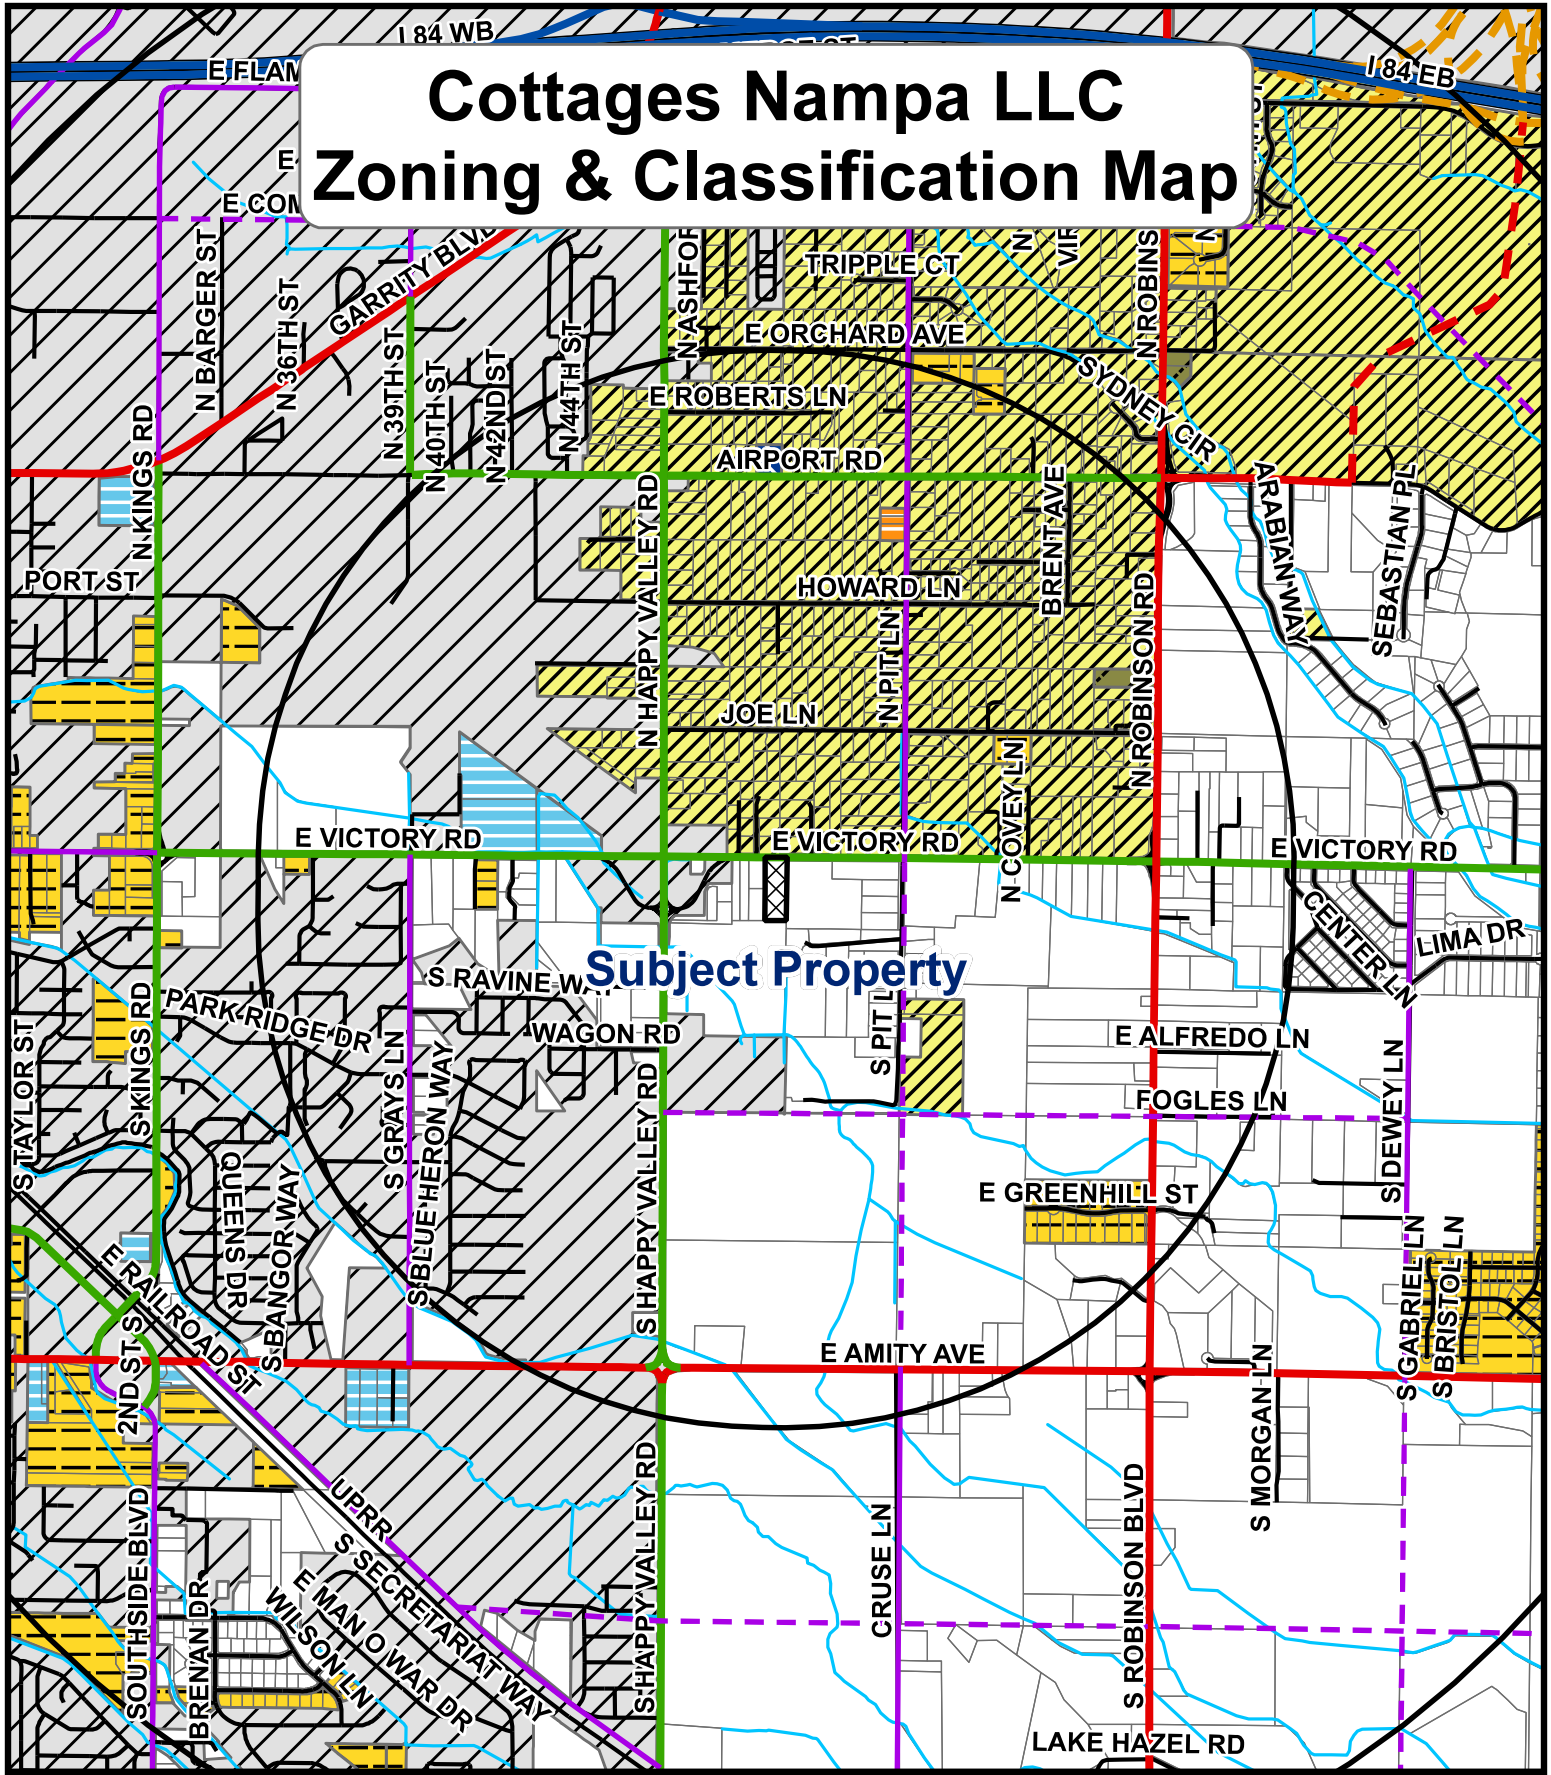 I 84 WB
E FLAM
Cottages Nampa LLC
Zoning & Classification Map
I 84 EB
E COM
N BARGER ST
N 36TH ST
GARRITY BLVD
N 39TH ST
N 40TH ST
N 42ND ST
N 44TH ST
N ASHFOR
TRIPPLE CT
E ORCHARD AVE
E ROBERTS LN
AIRPORT RD
N
VIR
N ROBINS
N
SYDNEY CIR
N KINGS RD
PORT ST
N HAPPY VALLEY RD
HOWARD LN
BRENT AVE
N PIT LN
JOE LN
N ROBINSON RD
ARABIAN WAY
SEBASTIAN PL
E VICTORY RD
E VICTORY RD
N COVEY LN
E VICTORY RD
CENTER LN
LIMA DR
S RAVINE WAY
Subject Property
WAGON RD
PARK RIDGE DR
S TAYLOR ST
S KINGS RD
S GRAYS LN
S BLUE HERON WAY
S HAPPY VALLEY RD
S PIT L
E ALFREDO LN
FOGLES LN
S DEWEY LN
E GREENHILL ST
QUEENS DR
S BANGOR WAY
E RAILROAD ST
2ND ST S
E AMITY AVE
S GABRIEL LN
S BRISTOL LN
S MORGAN LN
UPRR
S SECRETARIAT WAY
E MAN O WAR DR
WILSON LN
SOUTHSIDE BLVD
BRENAN DR
S HAPPY VALLEY RD
CRUSE LN
S ROBINSON BLVD
LAKE HAZEL RD